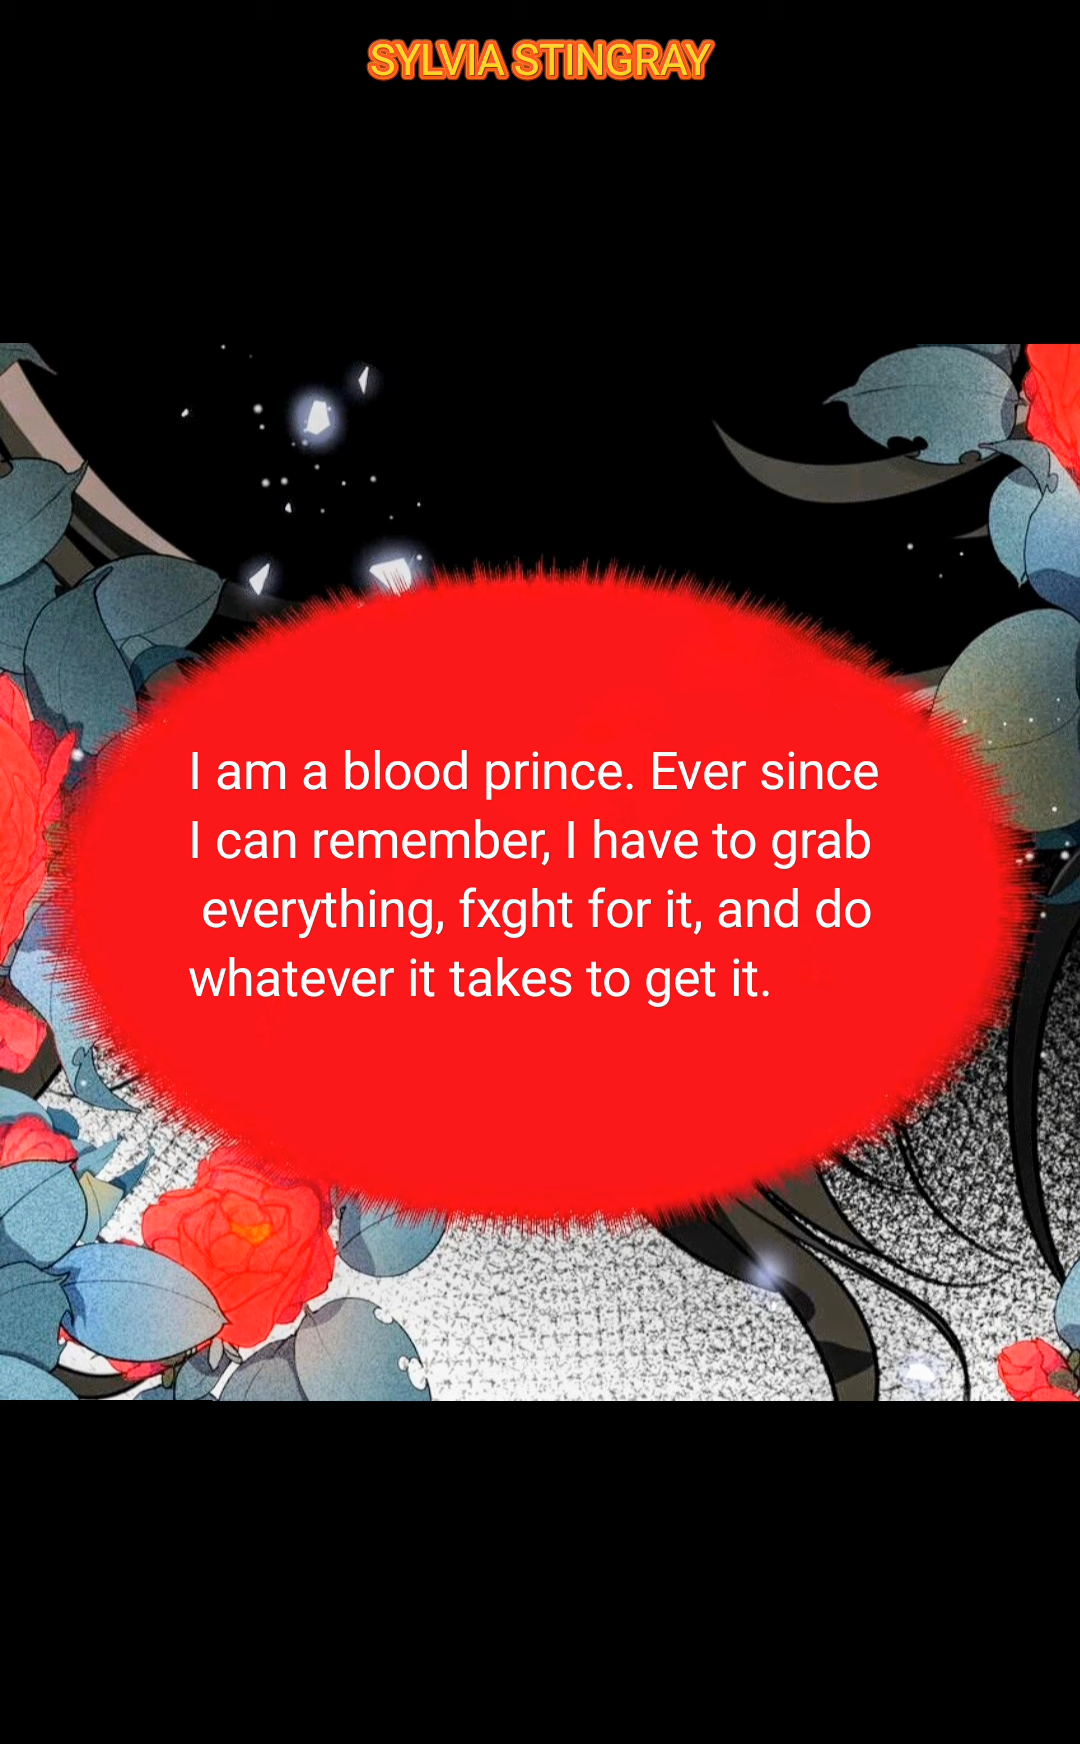 SYLVIA STINGRAY
I am a blood prince. Ever since
I can remember, I have to grab
everything, fxght for it, and do
whatever it takes to get it.